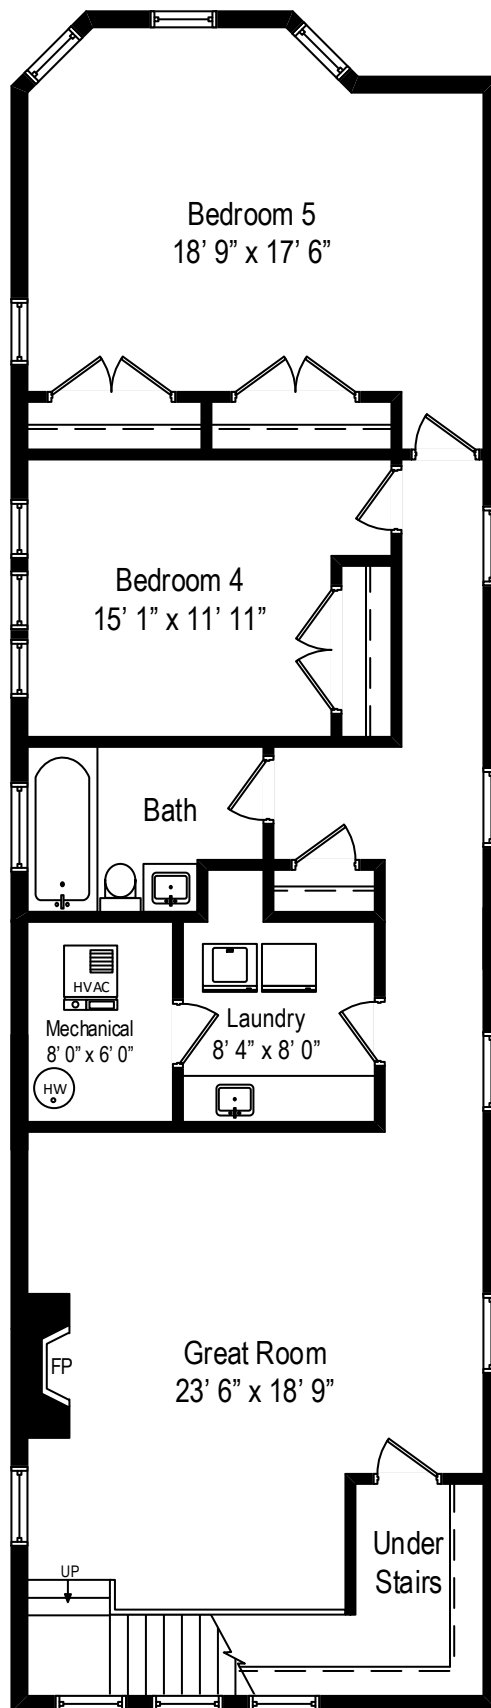 Bedroom 5
18’ 9” x 17’ 6”
Bedroom 4
15’ 1” x 11’ 11”
Bath
HVAC
Mechanical
8’ 0” x 6’ 0”
HW
Laundry
8’ 4” x 8’ 0”
FP
Great Room
23’ 6” x 18’ 9”
Under
Stairs
UP